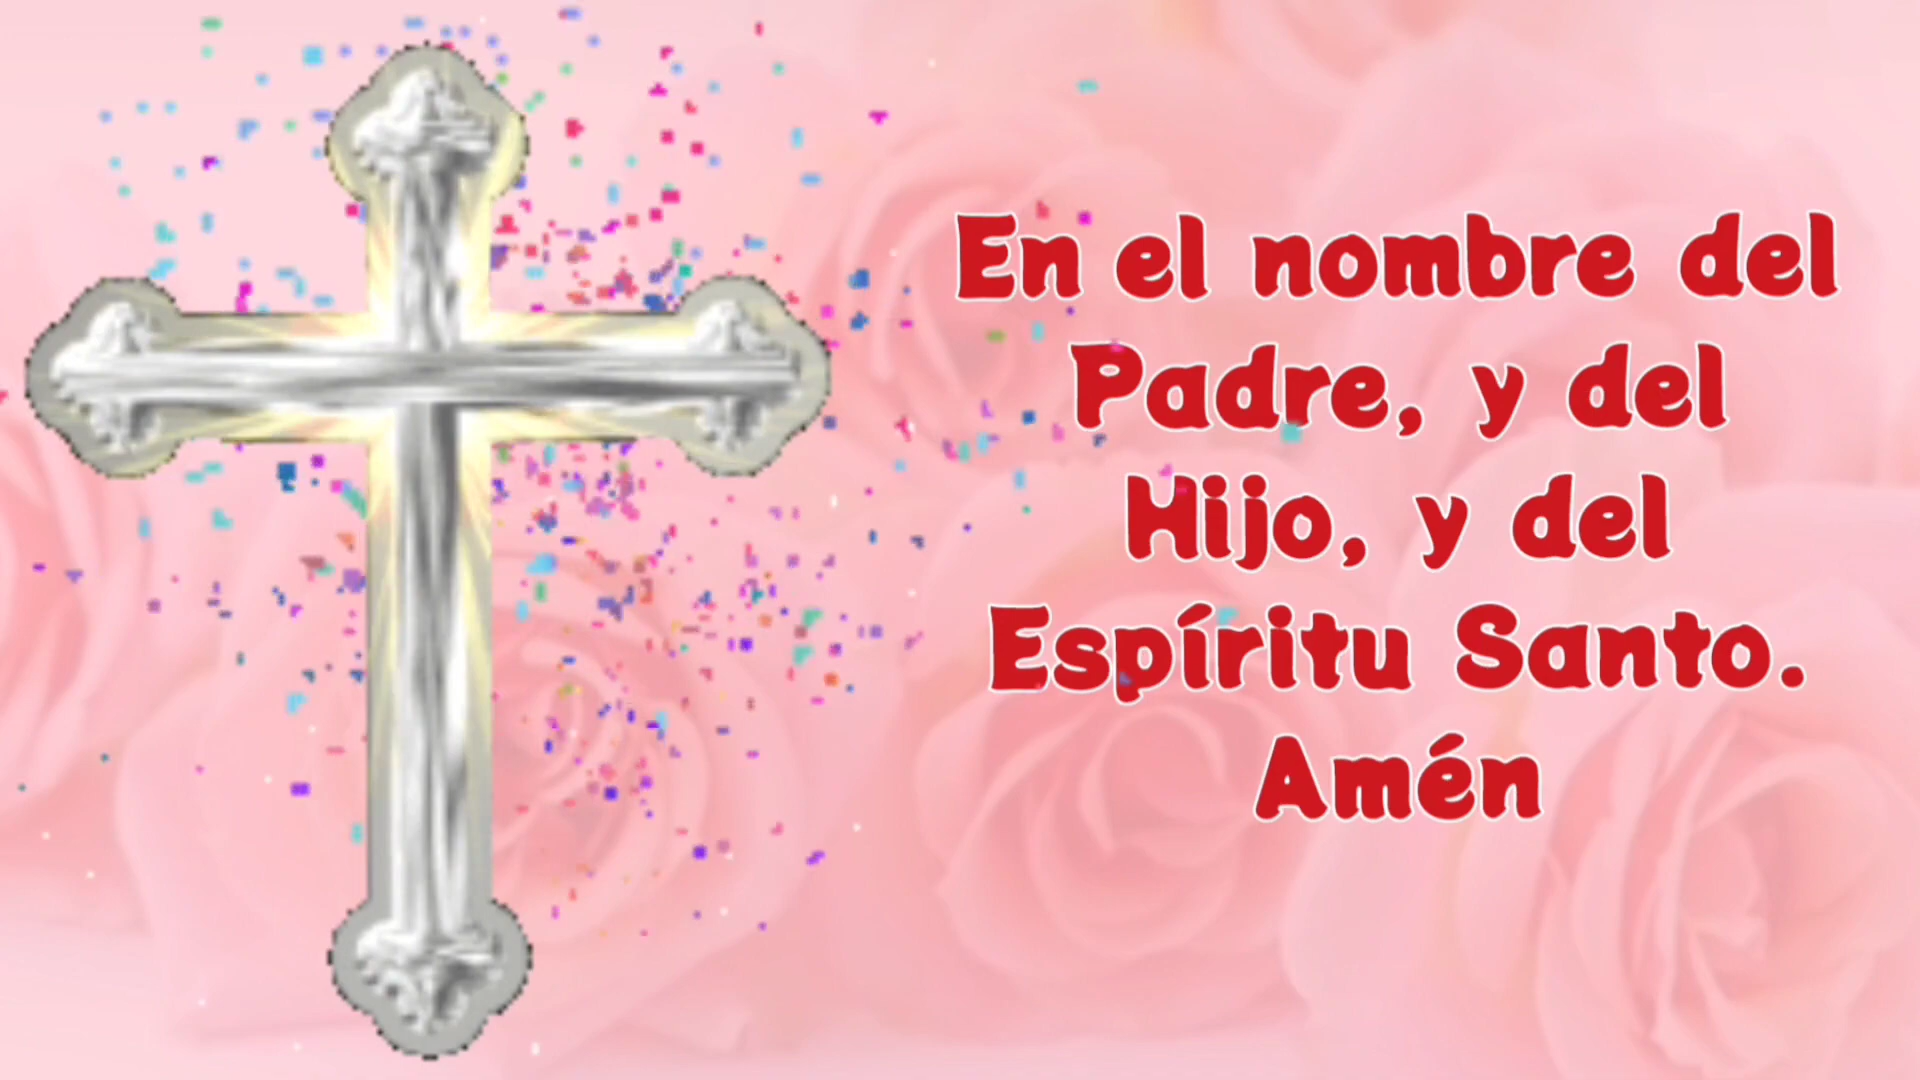 En el nombre del
Padre, y del
Hijo, y del
Espíritu Santo.
Amén